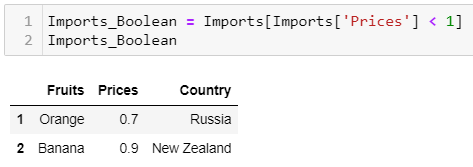 1 Imports_Boolean = Imports[Imports['Prices'] < 1]
2 Imports_Boolean
Fruits Prices Country
1 Orange 0.7 Russia
2 Banana 0.9 New Zealand